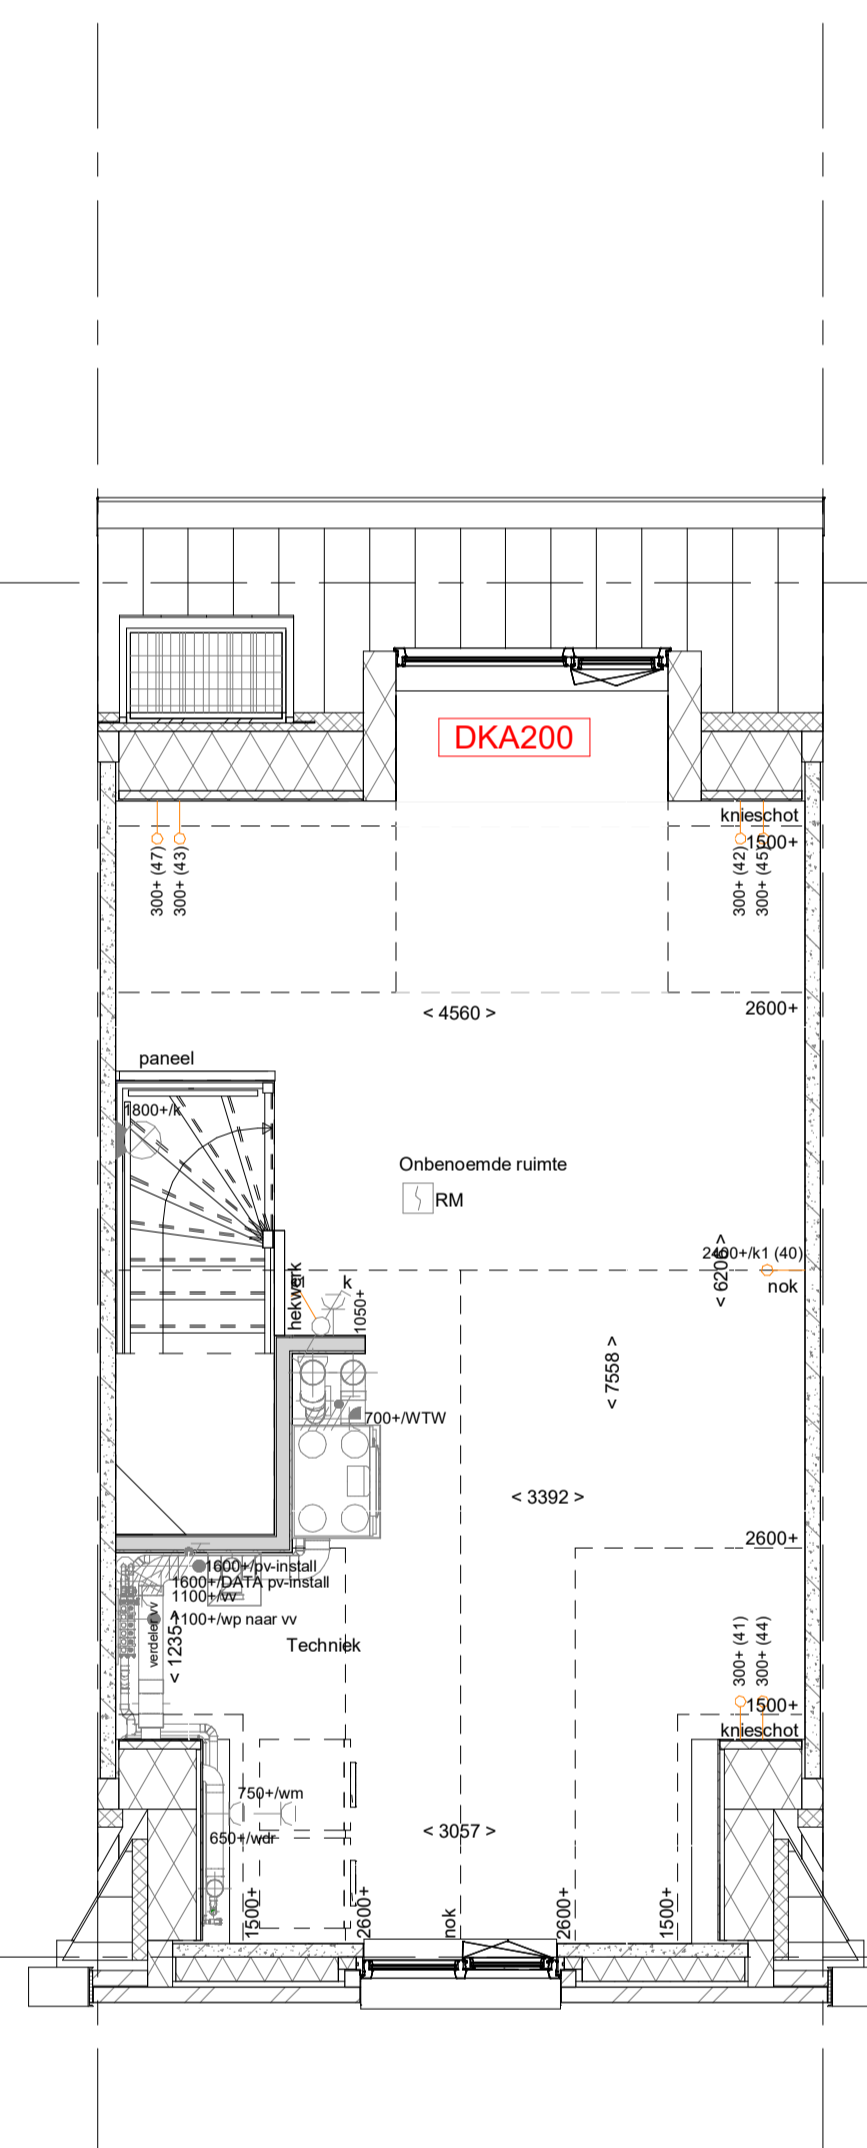 DKA200
knieschot
1500+
300+ (47)
300+ (43)
300+ (42)
300+ (45)
2600+
< 4560 >
paneel
1800+/k
Onbenoemde ruimte
RM
2400+/k1 (40)
< 6206 >
nok
hekwerk
k
1050+
< 7558 >
700+/WTW
< 3392 >
2600+
1600+/pv-install
1600+/DATA pv-install
1100+/vv
1100+/wp naar vv
verdeler vv
< 1235 >
Techniek
300+ (41)
300+ (44)
1500+
knieschot
750+/wm
650+/wdr
< 3057 >
1500+
2600+
nok
2600+
1500+